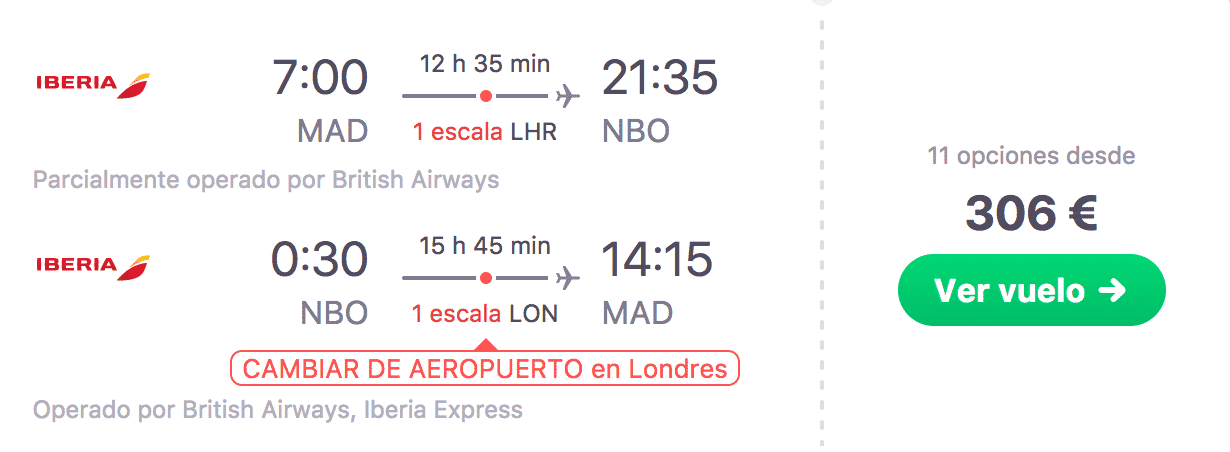 IBERIA
7:00
12 h 35 min
21:35
MAD
1 escala LHR
NBO
Parcialmente operado por British Airways
IBERIA
0:30
15 h 45 min
14:15
NBO
1 escala LON
MAD
CAMBIAR DE AEROPUERTO en Londres
Operado por British Airways, Iberia Express
11 opciones desde
306 €
Ver vuelo →